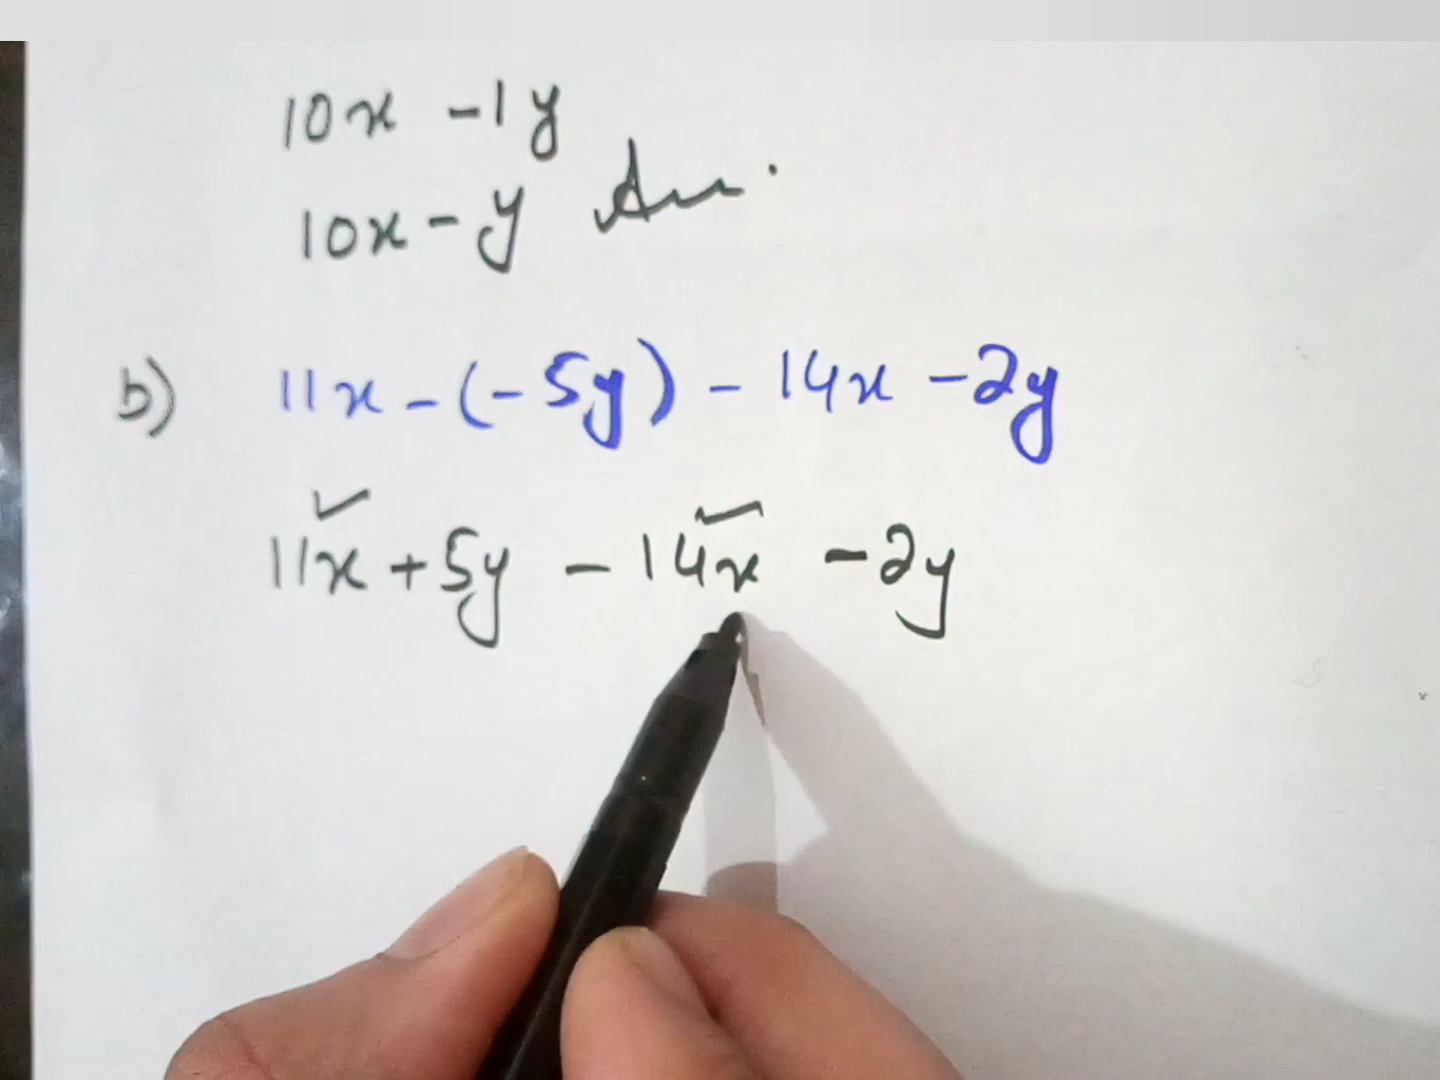 10x - 1y
10x - y Ans.
b) 11x - (-5y) - 14x - 2y
11x + 5y - 14x - 2y